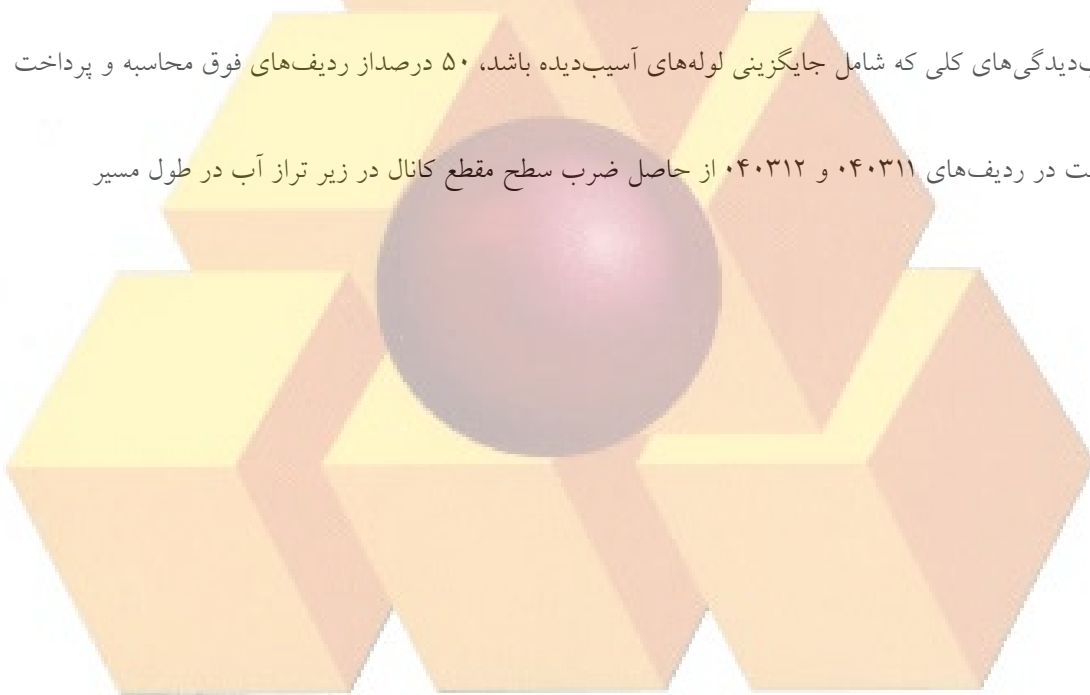 دیدگی‌های کلی که شامل جایگزینی لوله‌های آسیب‌دیده باشد، ۵۰ درصداز ردیف‌های فوق محاسبه و پرداخت
در ردیف‌های ۰۴۰۳۱۱ و ۰۴۰۳۱۲ از حاصل ضرب سطح مقطع کانال در زیر تراز آب در طول مسیر